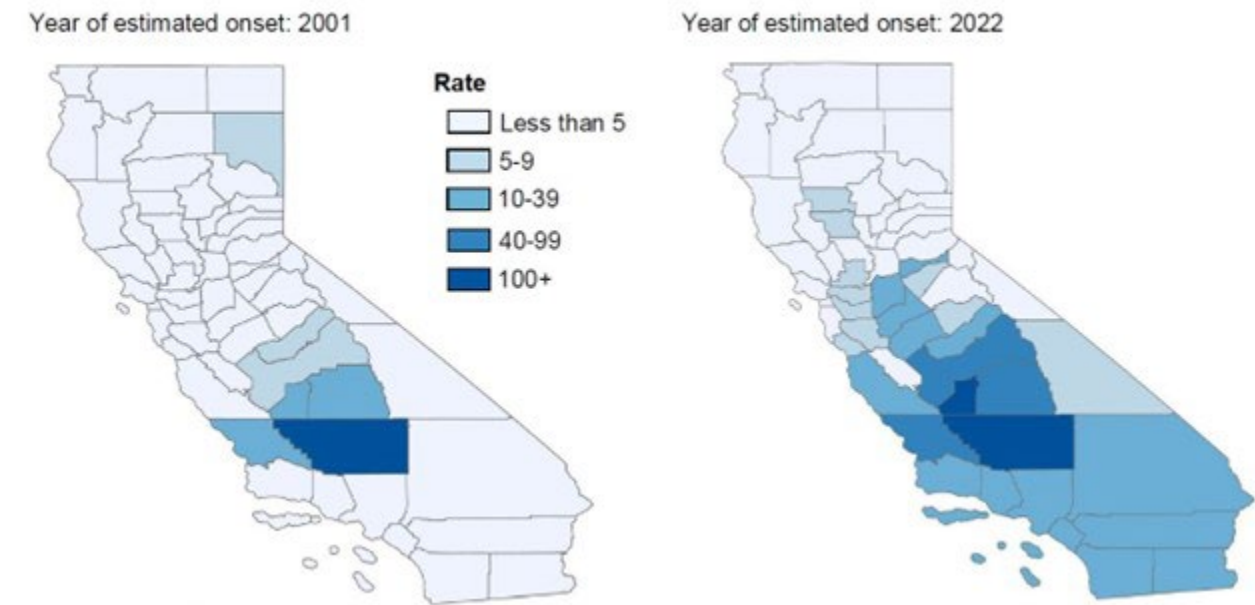 Year of estimated onset: 2001
Year of estimated onset: 2022
Rate
Less than 5
5-9
10-39
40-99
100+